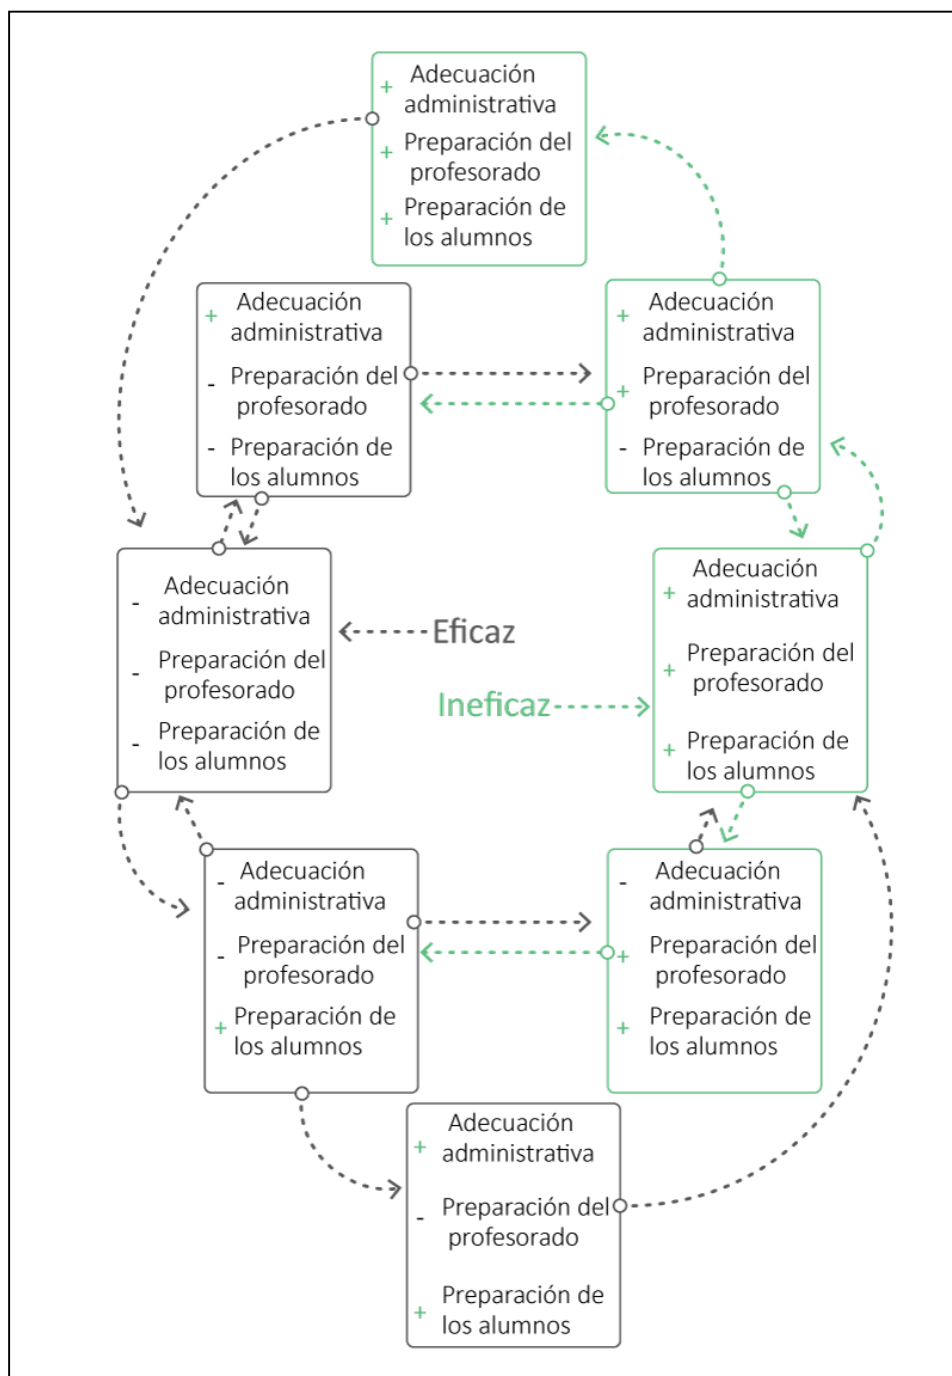 Adecuación
+ administrativa
+ Preparación del
profesorado
+ Preparación de
los alumnos
Adecuación
+ administrativa
- Preparación del
profesorado
- Preparación de
los alumnos
Adecuación
+ administrativa
+ Preparación del
profesorado
- Preparación de
los alumnos
Adecuación
- administrativa
- Preparación del
profesorado
- Preparación de
los alumnos
Eficaz
Ineficaz
Adecuación
+ administrativa
+ Preparación del
profesorado
+ Preparación de
los alumnos
- Adecuación
administrativa
- Preparación del
profesorado
+ Preparación de
los alumnos
- Adecuación
administrativa
+ Preparación del
profesorado
+ Preparación de
los alumnos
Adecuación
+ administrativa
- Preparación del
profesorado
+ Preparación de
los alumnos